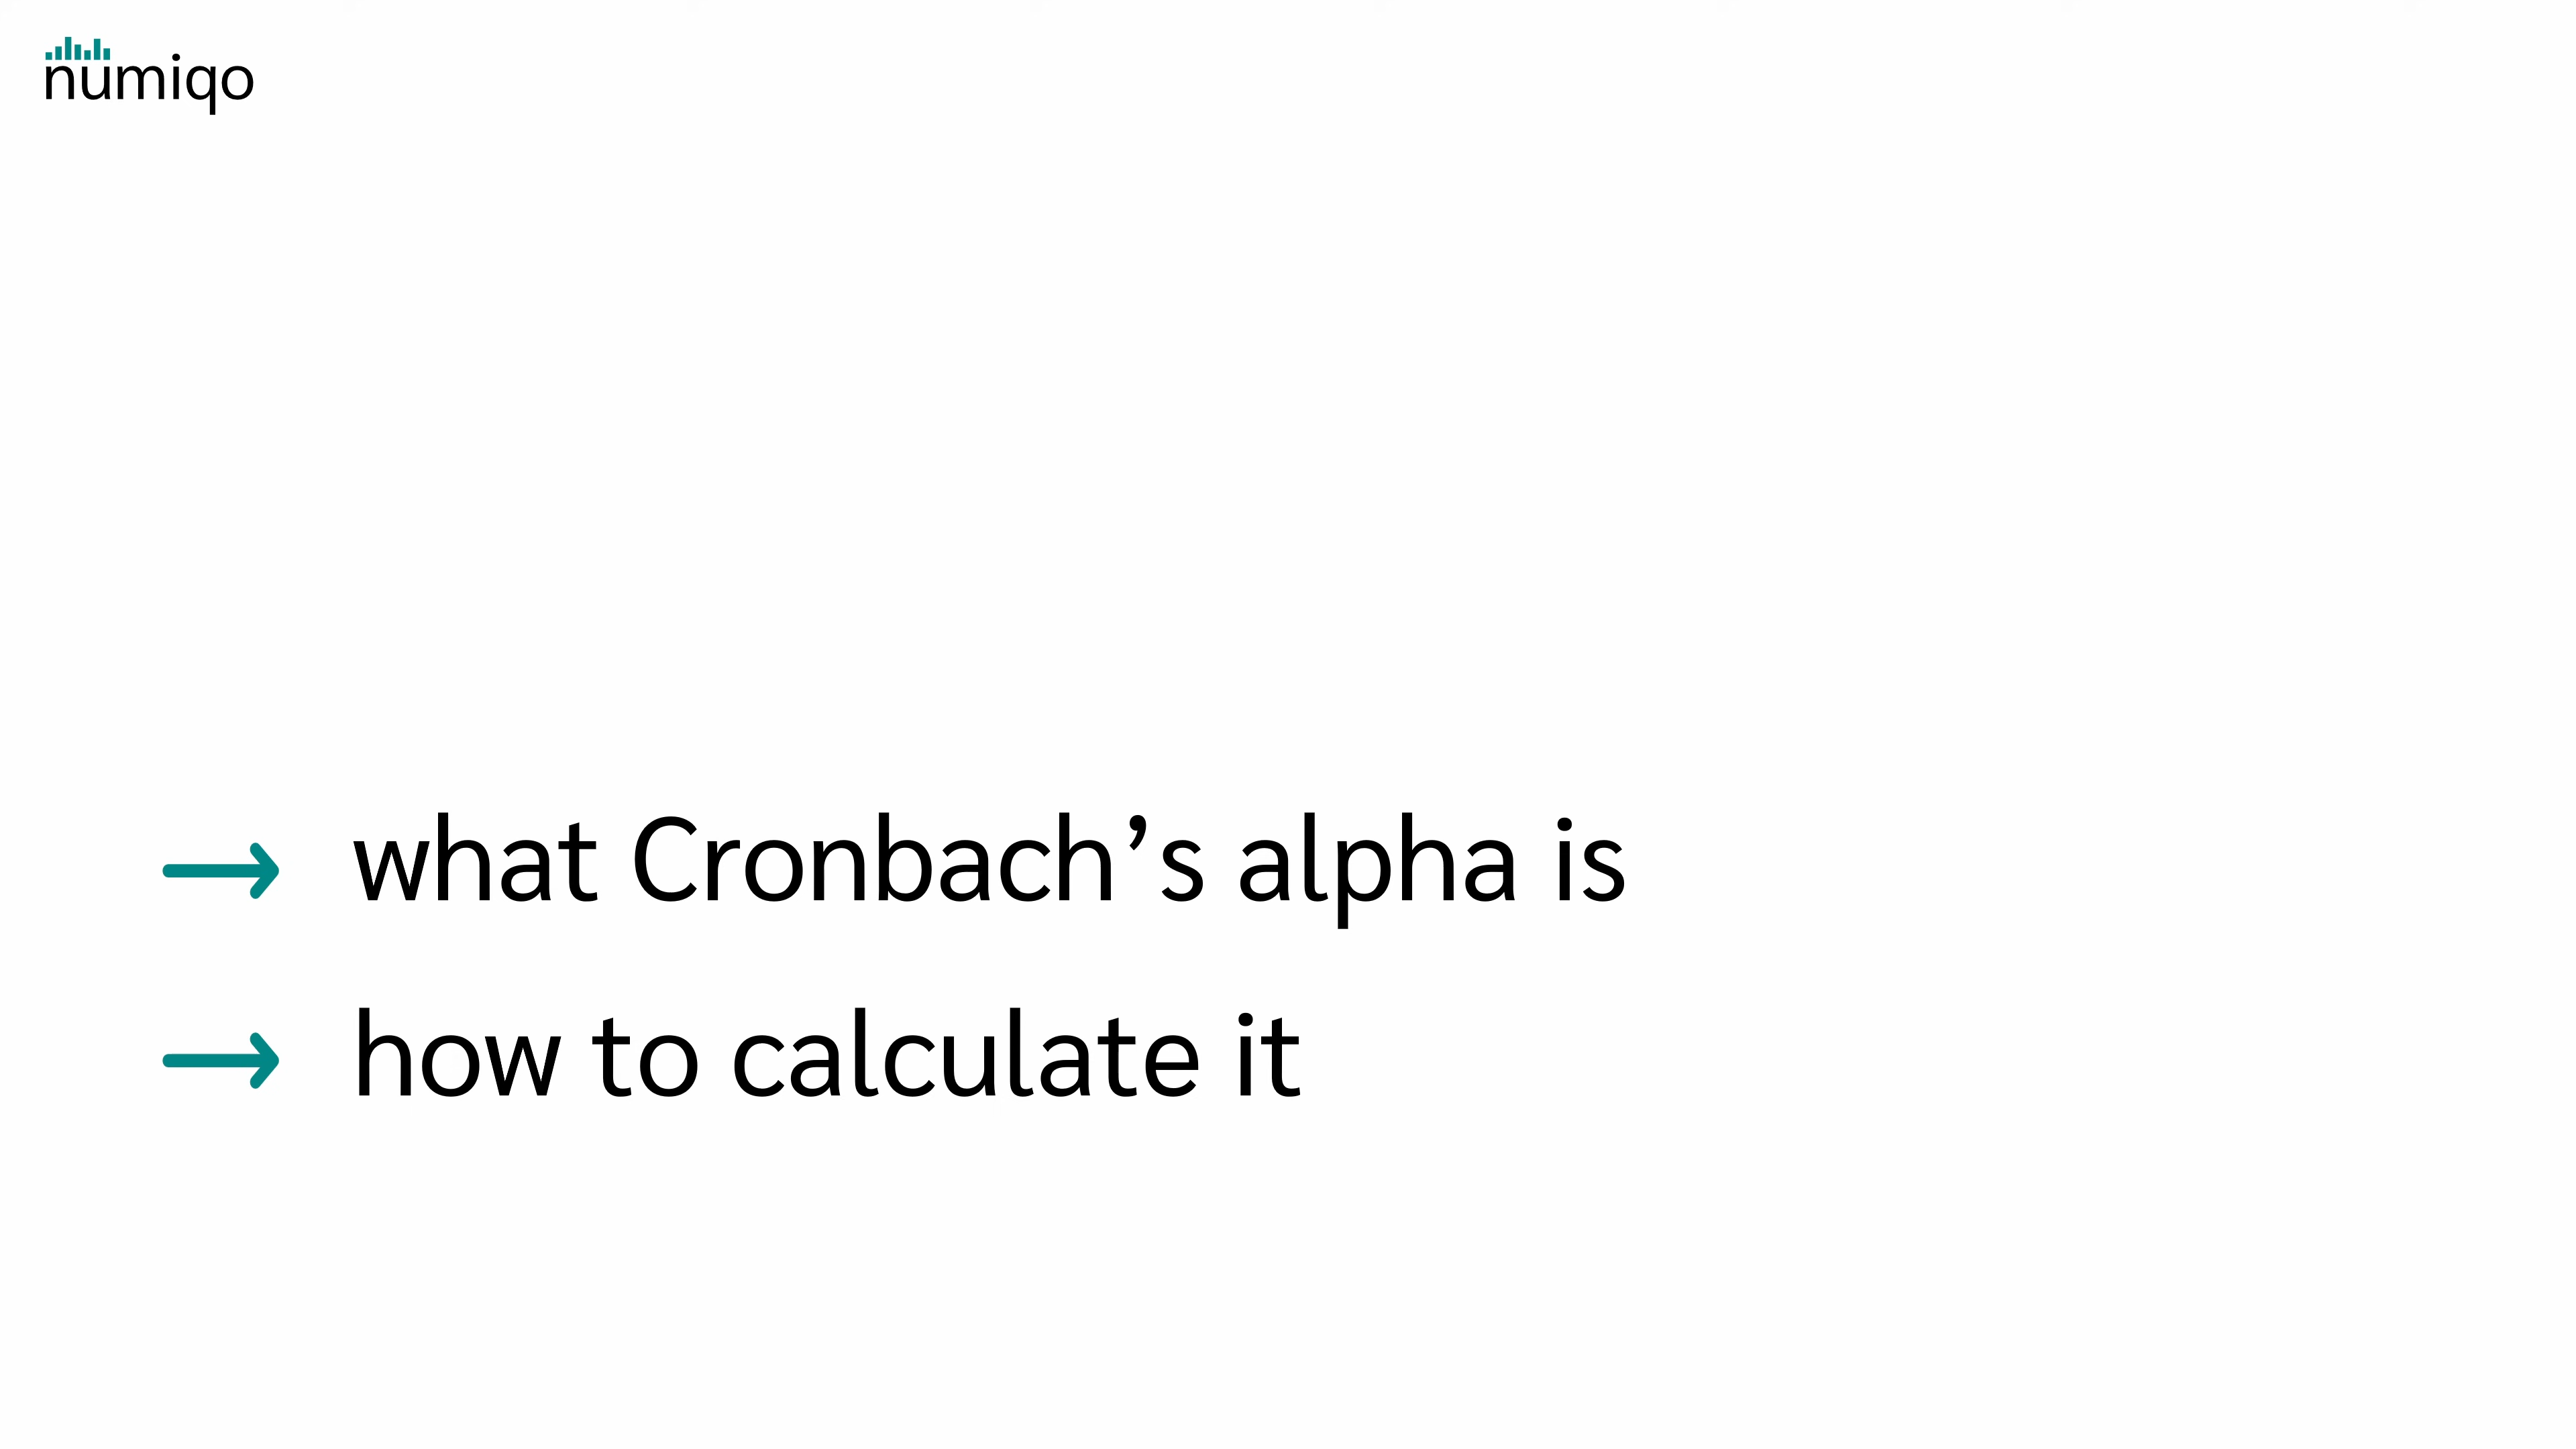 numiqo
→ what Cronbach’s alpha is
→ how to calculate it